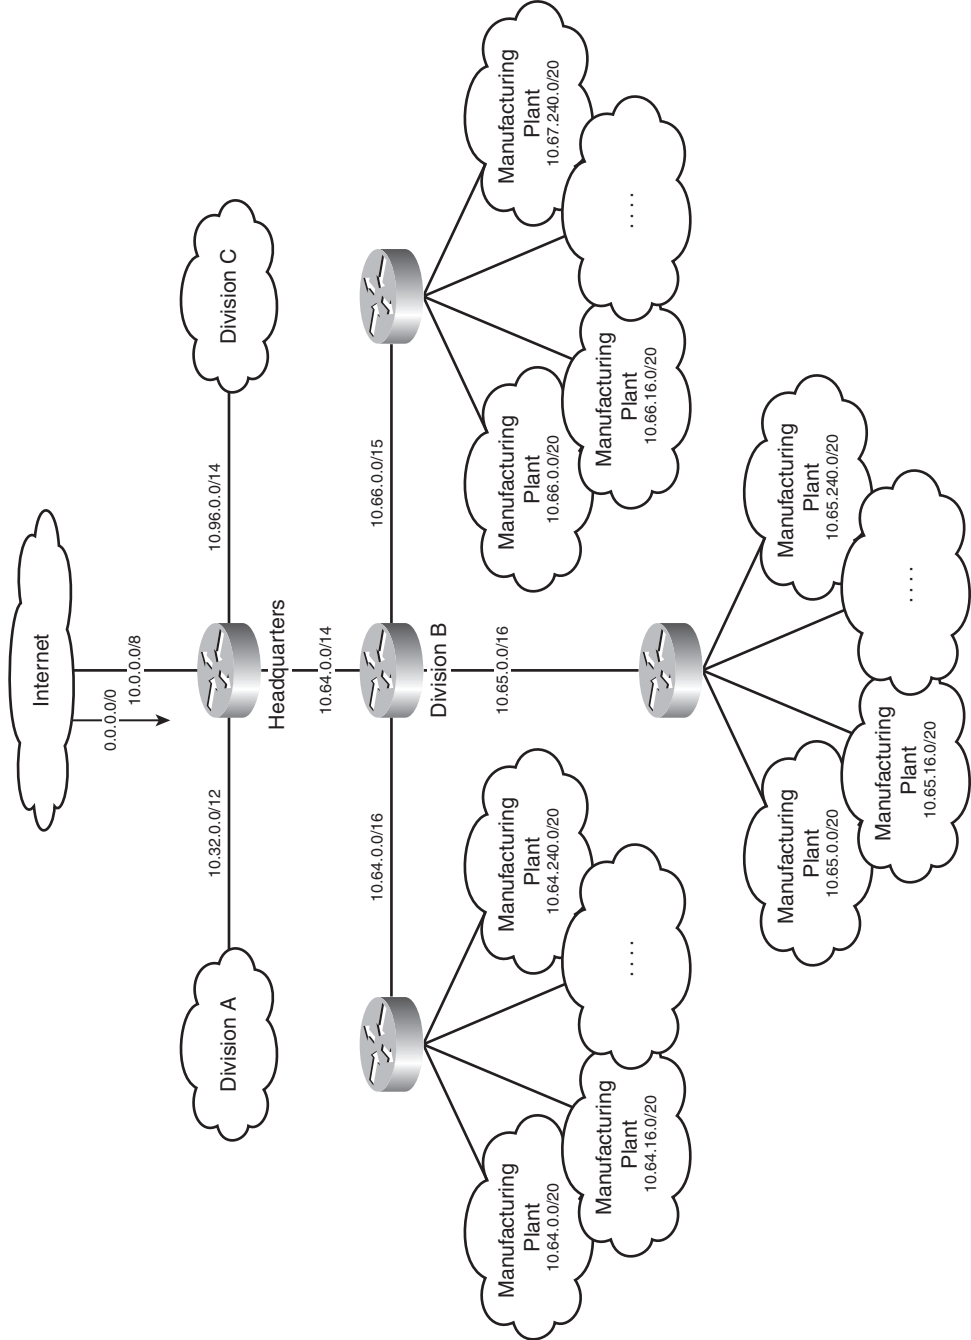 Internet
0.0.0.0/0
10.0.0.0/8
Division A
10.32.0.0/12
Headquarters
10.96.0.0/14
Division C
10.64.0.0/14
10.64.0.0/16
Division B
10.66.0.0/15
10.65.0.0/16
Manufacturing
Plant
10.64.0.0/20
Manufacturing
Plant
10.64.16.0/20
. . . .
Manufacturing
Plant
10.64.240.0/20
Manufacturing
Plant
10.66.0.0/20
Manufacturing
Plant
10.66.16.0/20
. . . .
Manufacturing
Plant
10.67.240.0/20
Manufacturing
Plant
10.65.0.0/20
Manufacturing
Plant
10.65.16.0/20
. . . .
Manufacturing
Plant
10.65.240.0/20